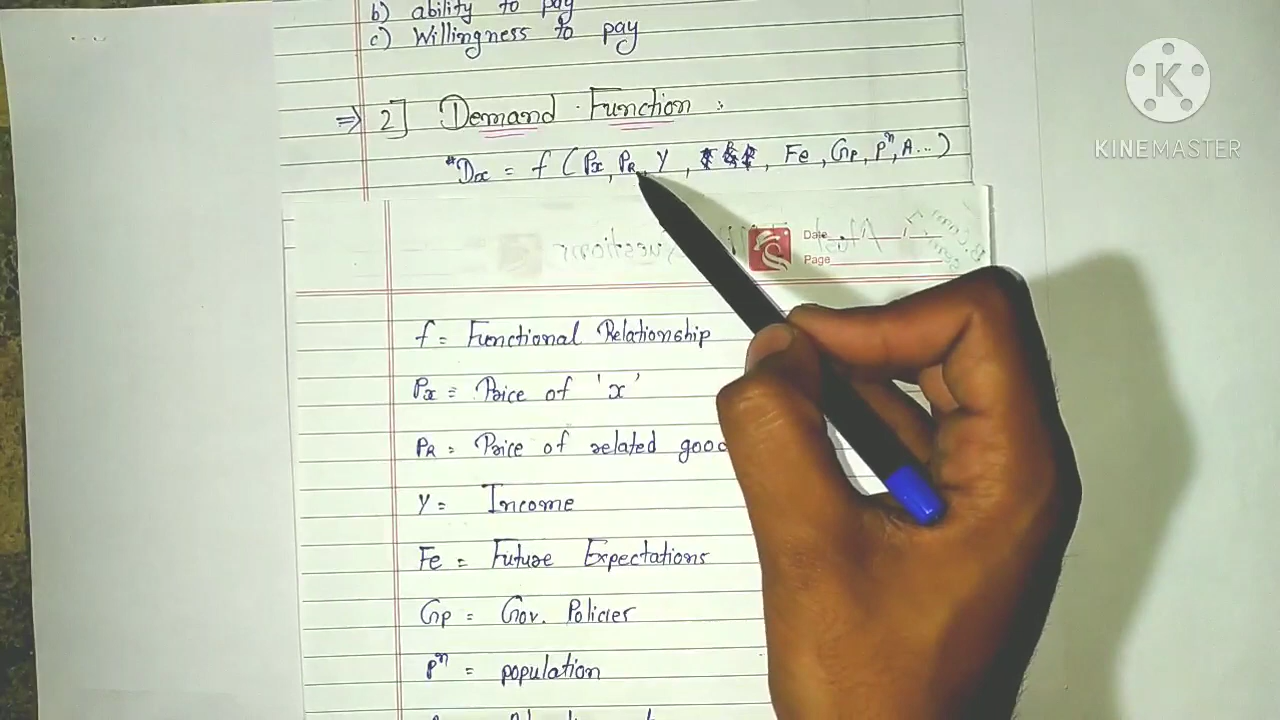 b) ability to pay
c) Willingness to pay
K
KINEMASTER
⇒ 2] Demand Function :
*Dx = f (Px, PR, Y, , Fe, Gp, Pⁿ, A...)
Date
Page
f = Functional Relationship
Px = Price of 'x'
PR = Price of related good
Y = Income
Fe = Future Expectations
Gp = Gov. Policies
Pⁿ = population